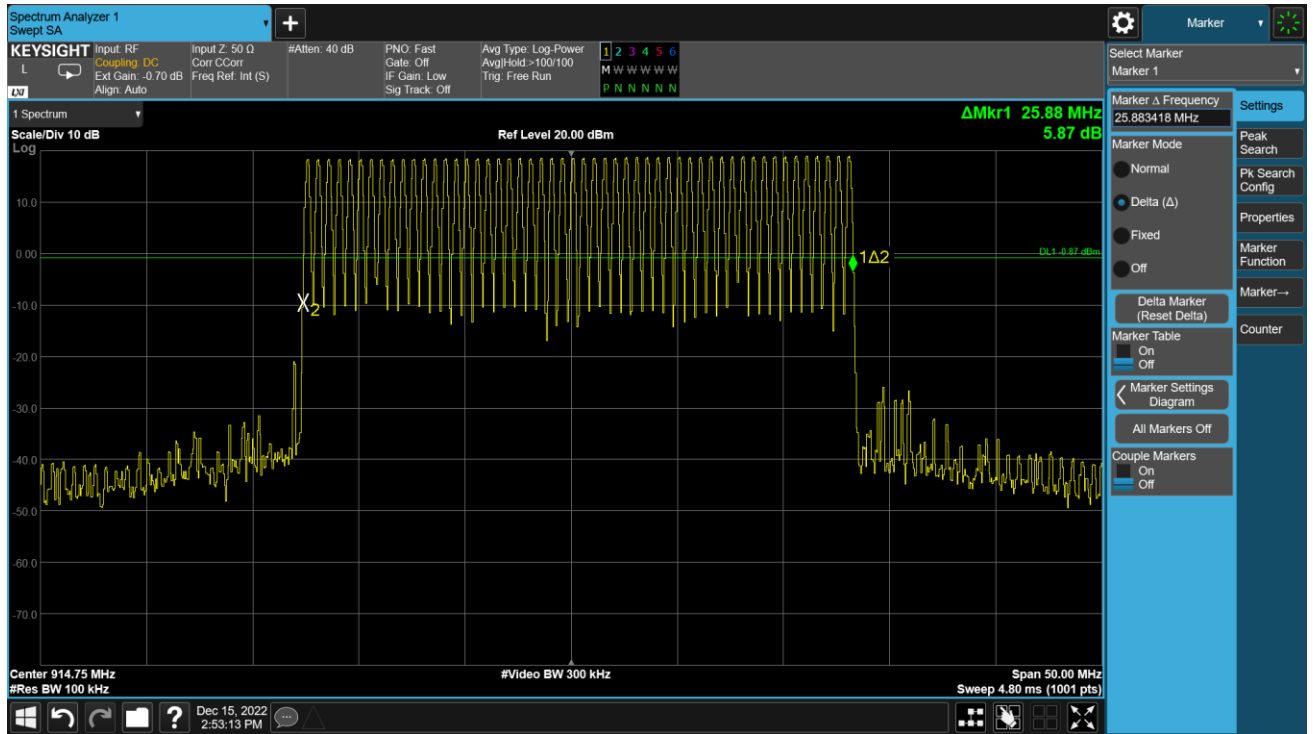 Spectrum Analyzer 1
Swept SA
Marker
KEYSIGHT
L
LXI
Input: RF
Coupling: DC
Ext Gain: -0.70 dB
Align: Auto
Input Z: 50 Ω
Corr CCorr
Freq Ref: Int (S)
#Atten: 40 dB
PNO: Fast
Gate: Off
IF Gain: Low
Sig Track: Off
Avg Type: Log-Power
Avg|Hold:>100/100
Trig: Free Run
1 2 3 4 5 6
M W W W W W
P N N N N N
Select Marker
Marker 1
1 Spectrum
Scale/Div 10 dB
Log
Ref Level 20.00 dBm
ΔMkr1 25.88 MHz
5.87 dB
10.0
0.00
-10.0
-20.0
-30.0
-40.0
-50.0
-60.0
-70.0
DL1 -0.87 dBm
1Δ2
X2
Center 914.75 MHz
#Res BW 100 kHz
#Video BW 300 kHz
Span 50.00 MHz
Sweep 4.80 ms (1001 pts)
Marker Δ Frequency
25.883418 MHz
Marker Mode
Normal
Delta (Δ)
Fixed
Off
Delta Marker
(Reset Delta)
Marker Table
On
Off
Marker Settings
Diagram
All Markers Off
Couple Markers
On
Off
Settings
Peak
Search
Pk Search
Config
Properties
Marker
Function
Marker→
Counter
?
Dec 15, 2022
2:53:13 PM